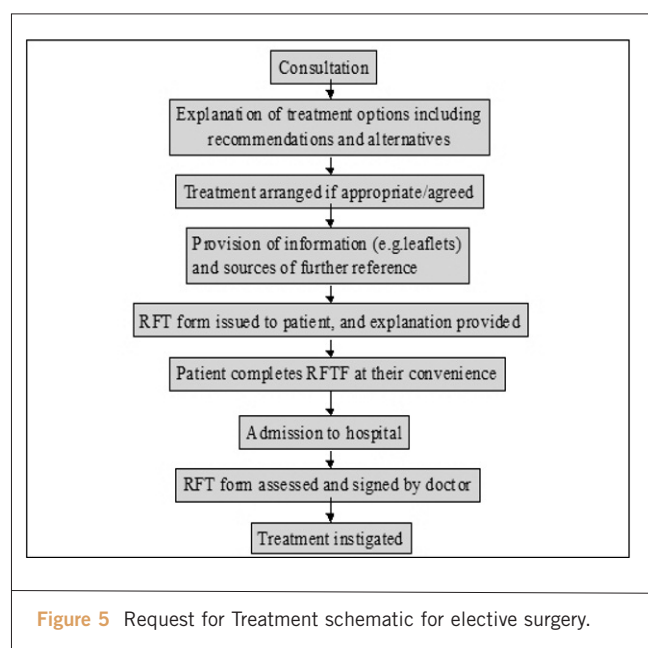 Consultation
Explanation of treatment options including
recommendations and alternatives
Treatment arranged if appropriate/agreed
Provision of information (e.g.leaflets)
and sources of further reference
RFT form issued to patient, and explanation provided
Patient completes RFTF at their convenience
Admission to hospital
RFT form assessed and signed by doctor
Treatment instigated
Figure 5 Request for Treatment schematic for elective surgery.